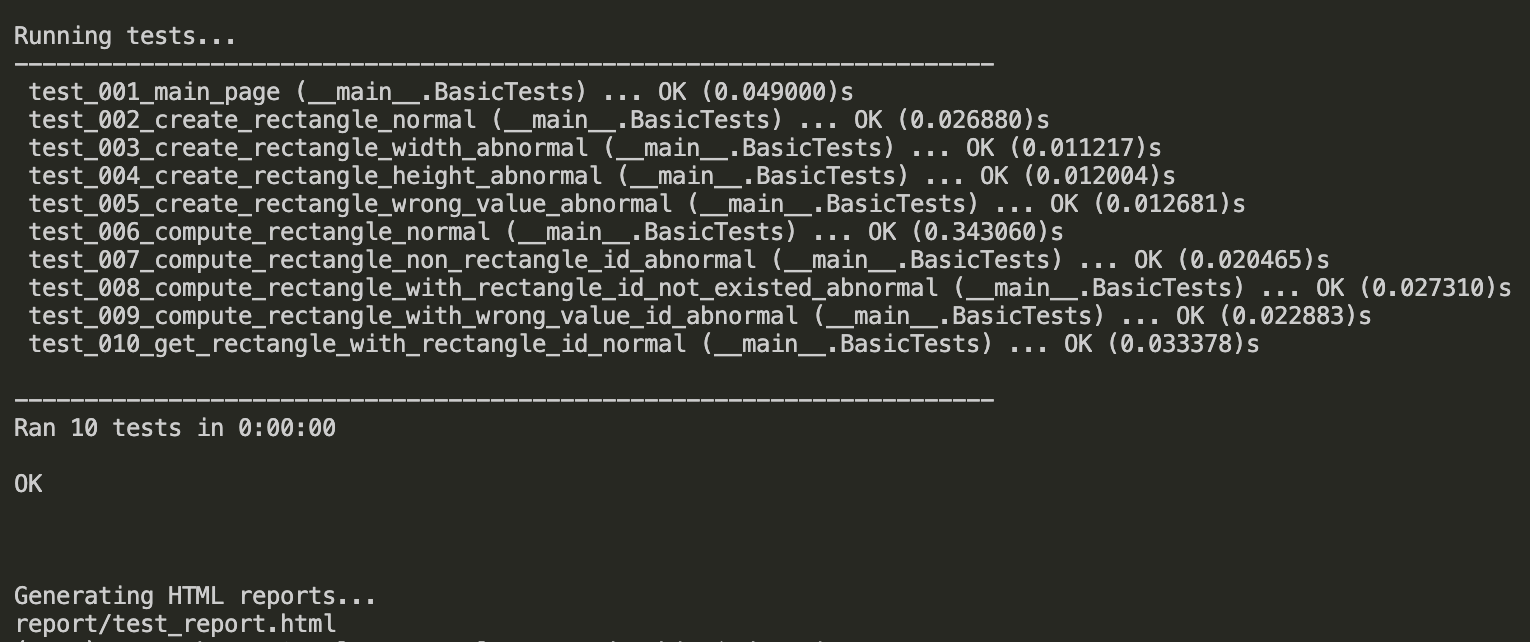 Running tests...
----------------------------------------------------------------------
test_001_main_page (__main__.BasicTests) ... OK (0.049000)s
test_002_create_rectangle_normal (__main__.BasicTests) ... OK (0.026880)s
test_003_create_rectangle_width_abnormal (__main__.BasicTests) ... OK (0.011217)s
test_004_create_rectangle_height_abnormal (__main__.BasicTests) ... OK (0.012004)s
test_005_create_rectangle_wrong_value_abnormal (__main__.BasicTests) ... OK (0.012681)s
test_006_compute_rectangle_normal (__main__.BasicTests) ... OK (0.343060)s
test_007_compute_rectangle_non_rectangle_id_abnormal (__main__.BasicTests) ... OK (0.020465)s
test_008_compute_rectangle_with_rectangle_id_not_existed_abnormal (__main__.BasicTests) ... OK (0.027310)s
test_009_compute_rectangle_with_wrong_value_id_abnormal (__main__.BasicTests) ... OK (0.022883)s
test_010_get_rectangle_with_rectangle_id_normal (__main__.BasicTests) ... OK (0.033378)s
----------------------------------------------------------------------
Ran 10 tests in 0:00:00
OK
Generating HTML reports...
report/test_report.html